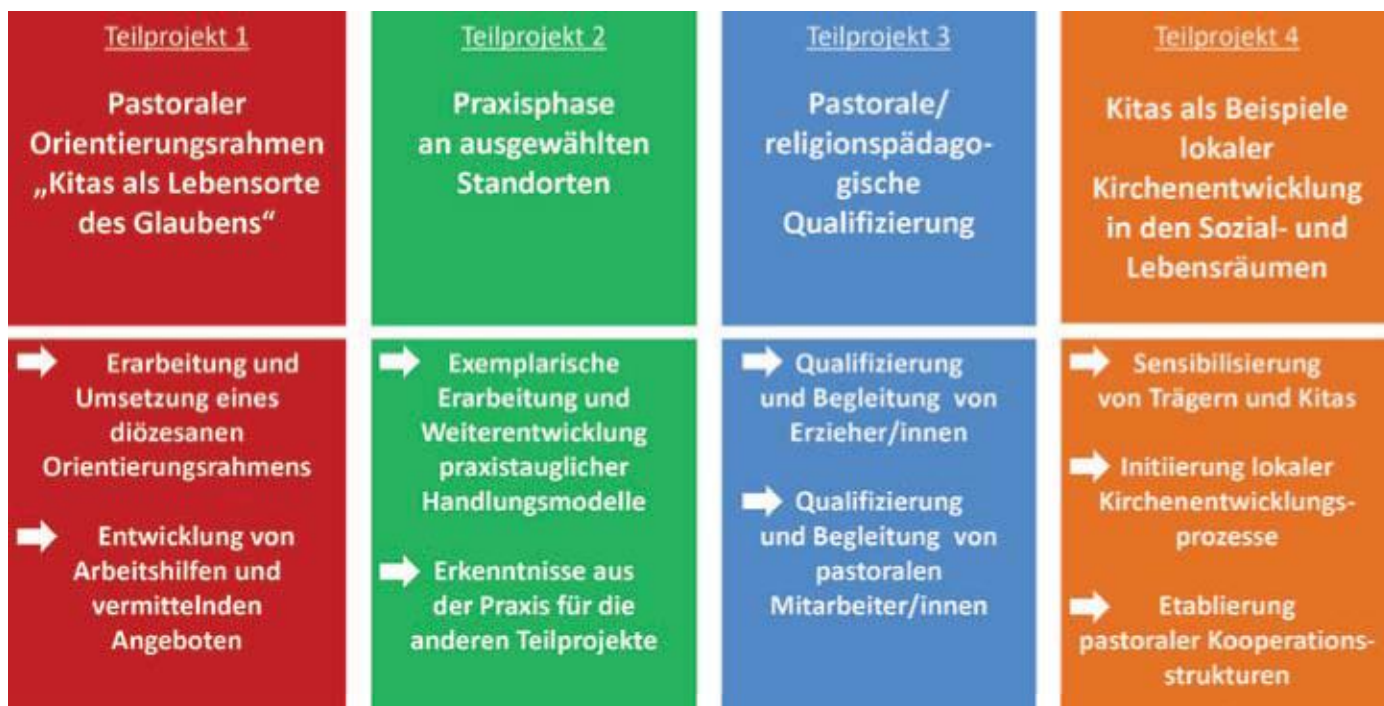 Teilprojekt 1
Pastoraler
Orientierungsrahmen
„Kitas als Lebensorte
des Glaubens“
Erarbeitung und
Umsetzung eines
diözesanen
Orientierungsrahmens
Entwicklung von
Arbeitshilfen und
vermittelnden
Angeboten
Teilprojekt 2
Praxisphase
an ausgewählten
Standorten
Exemplarische
Erarbeitung und
Weiterentwicklung
praxistauglicher
Handlungsmodelle
Erkenntnisse aus
der Praxis für die
anderen Teilprojekte
Teilprojekt 3
Pastorale/
religionspädago-
gische
Qualifizierung
Qualifizierung
und Begleitung von
Erzieher/innen
Qualifizierung
und Begleitung von
pastoralen
Mitarbeiter/innen
Teilprojekt 4
Kitas als Beispiele
lokaler
Kirchenentwicklung
in den Sozial- und
Lebensräumen
Sensibilisierung
von Trägern und Kitas
Initiierung lokaler
Kirchenentwicklungs-
prozesse
Etablierung
pastoraler Kooperations-
strukturen